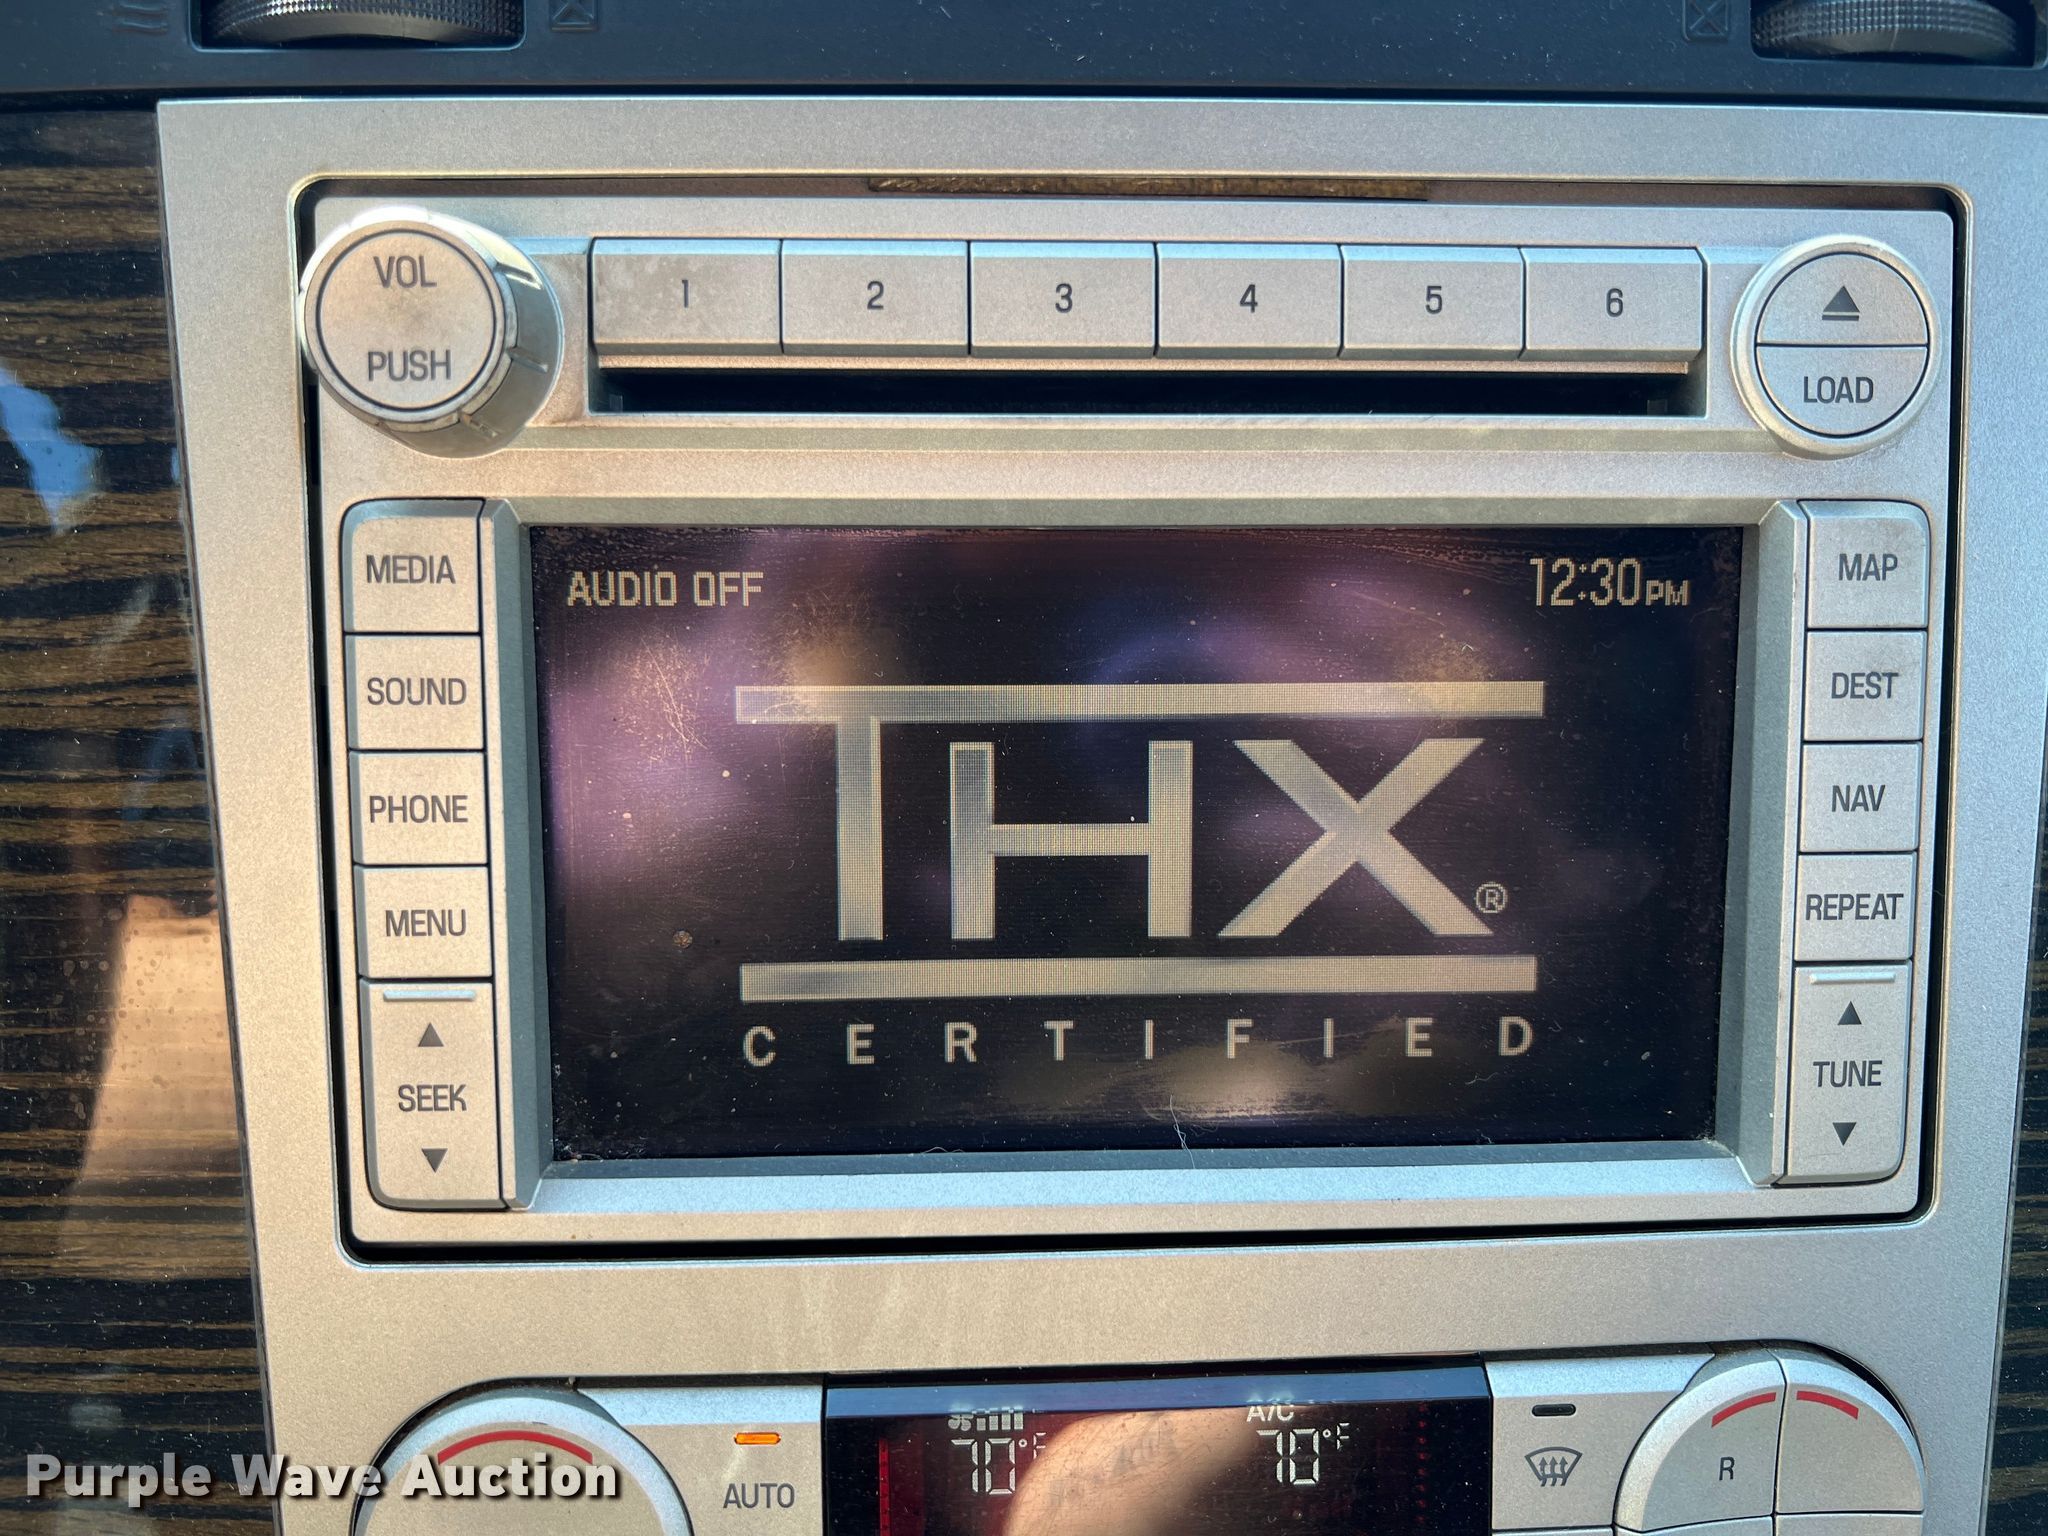 VOL
PUSH
1 2 3 4 5 6
LOAD
MEDIA
SOUND
PHONE
MENU
SEEK
AUDIO OFF 12:30PM
THX®
CERTIFIED
MAP
DEST
NAV
REPEAT
TUNE
A/C
70°F 70°F
AUTO
R
Purple Wave Auction